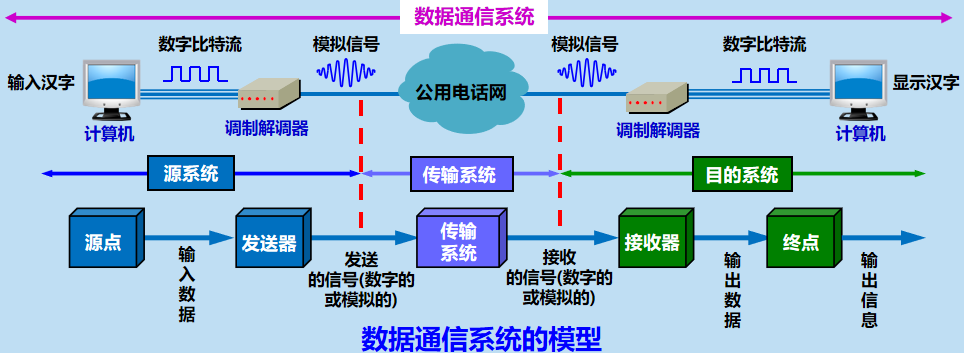 数据通信系统
数字比特流
模拟信号
模拟信号
数字比特流
输入汉字
公用电话网
显示汉字
计算机
调制解调器
调制解调器
计算机
源系统
传输系统
目的系统
源点
发送器
传输
系统
接收器
终点
输入数据
发送
的信号(数字的
或模拟的)
接收
的信号(数字的
或模拟的)
输出数据
输出信息
数据通信系统的模型